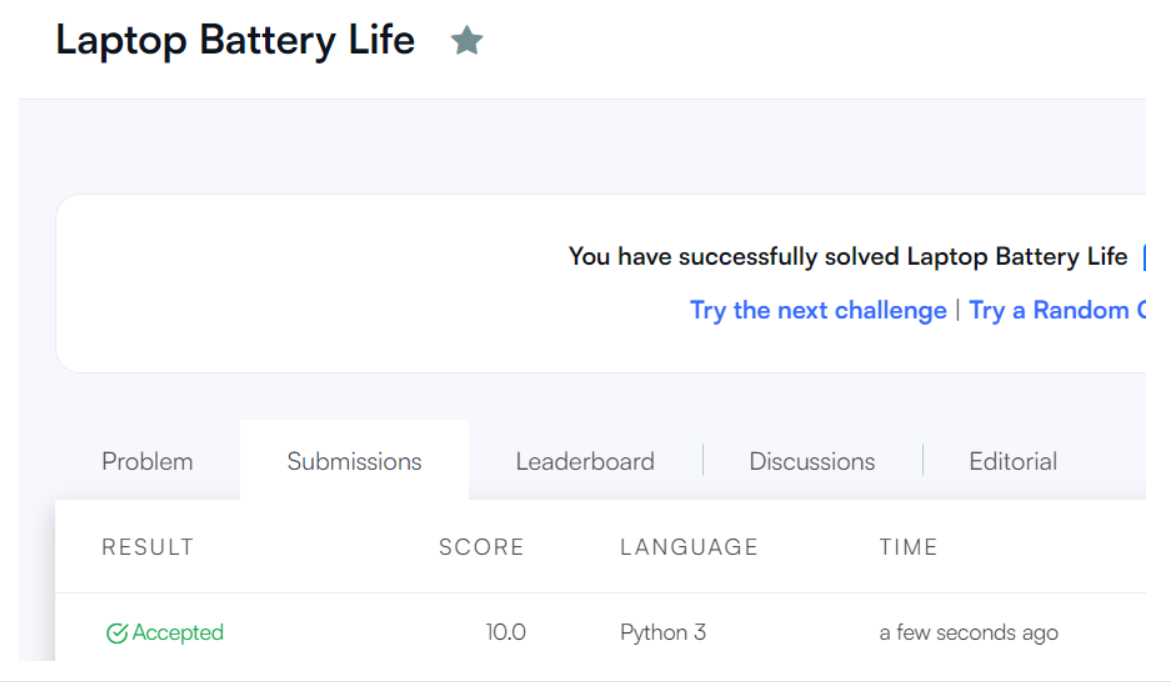 Laptop Battery Life
You have successfully solved Laptop Battery Life
Try the next challenge | Try a Random
Problem Submissions Leaderboard Discussions Editorial
RESULT SCORE LANGUAGE TIME
Accepted 10.0 Python 3 a few seconds ago